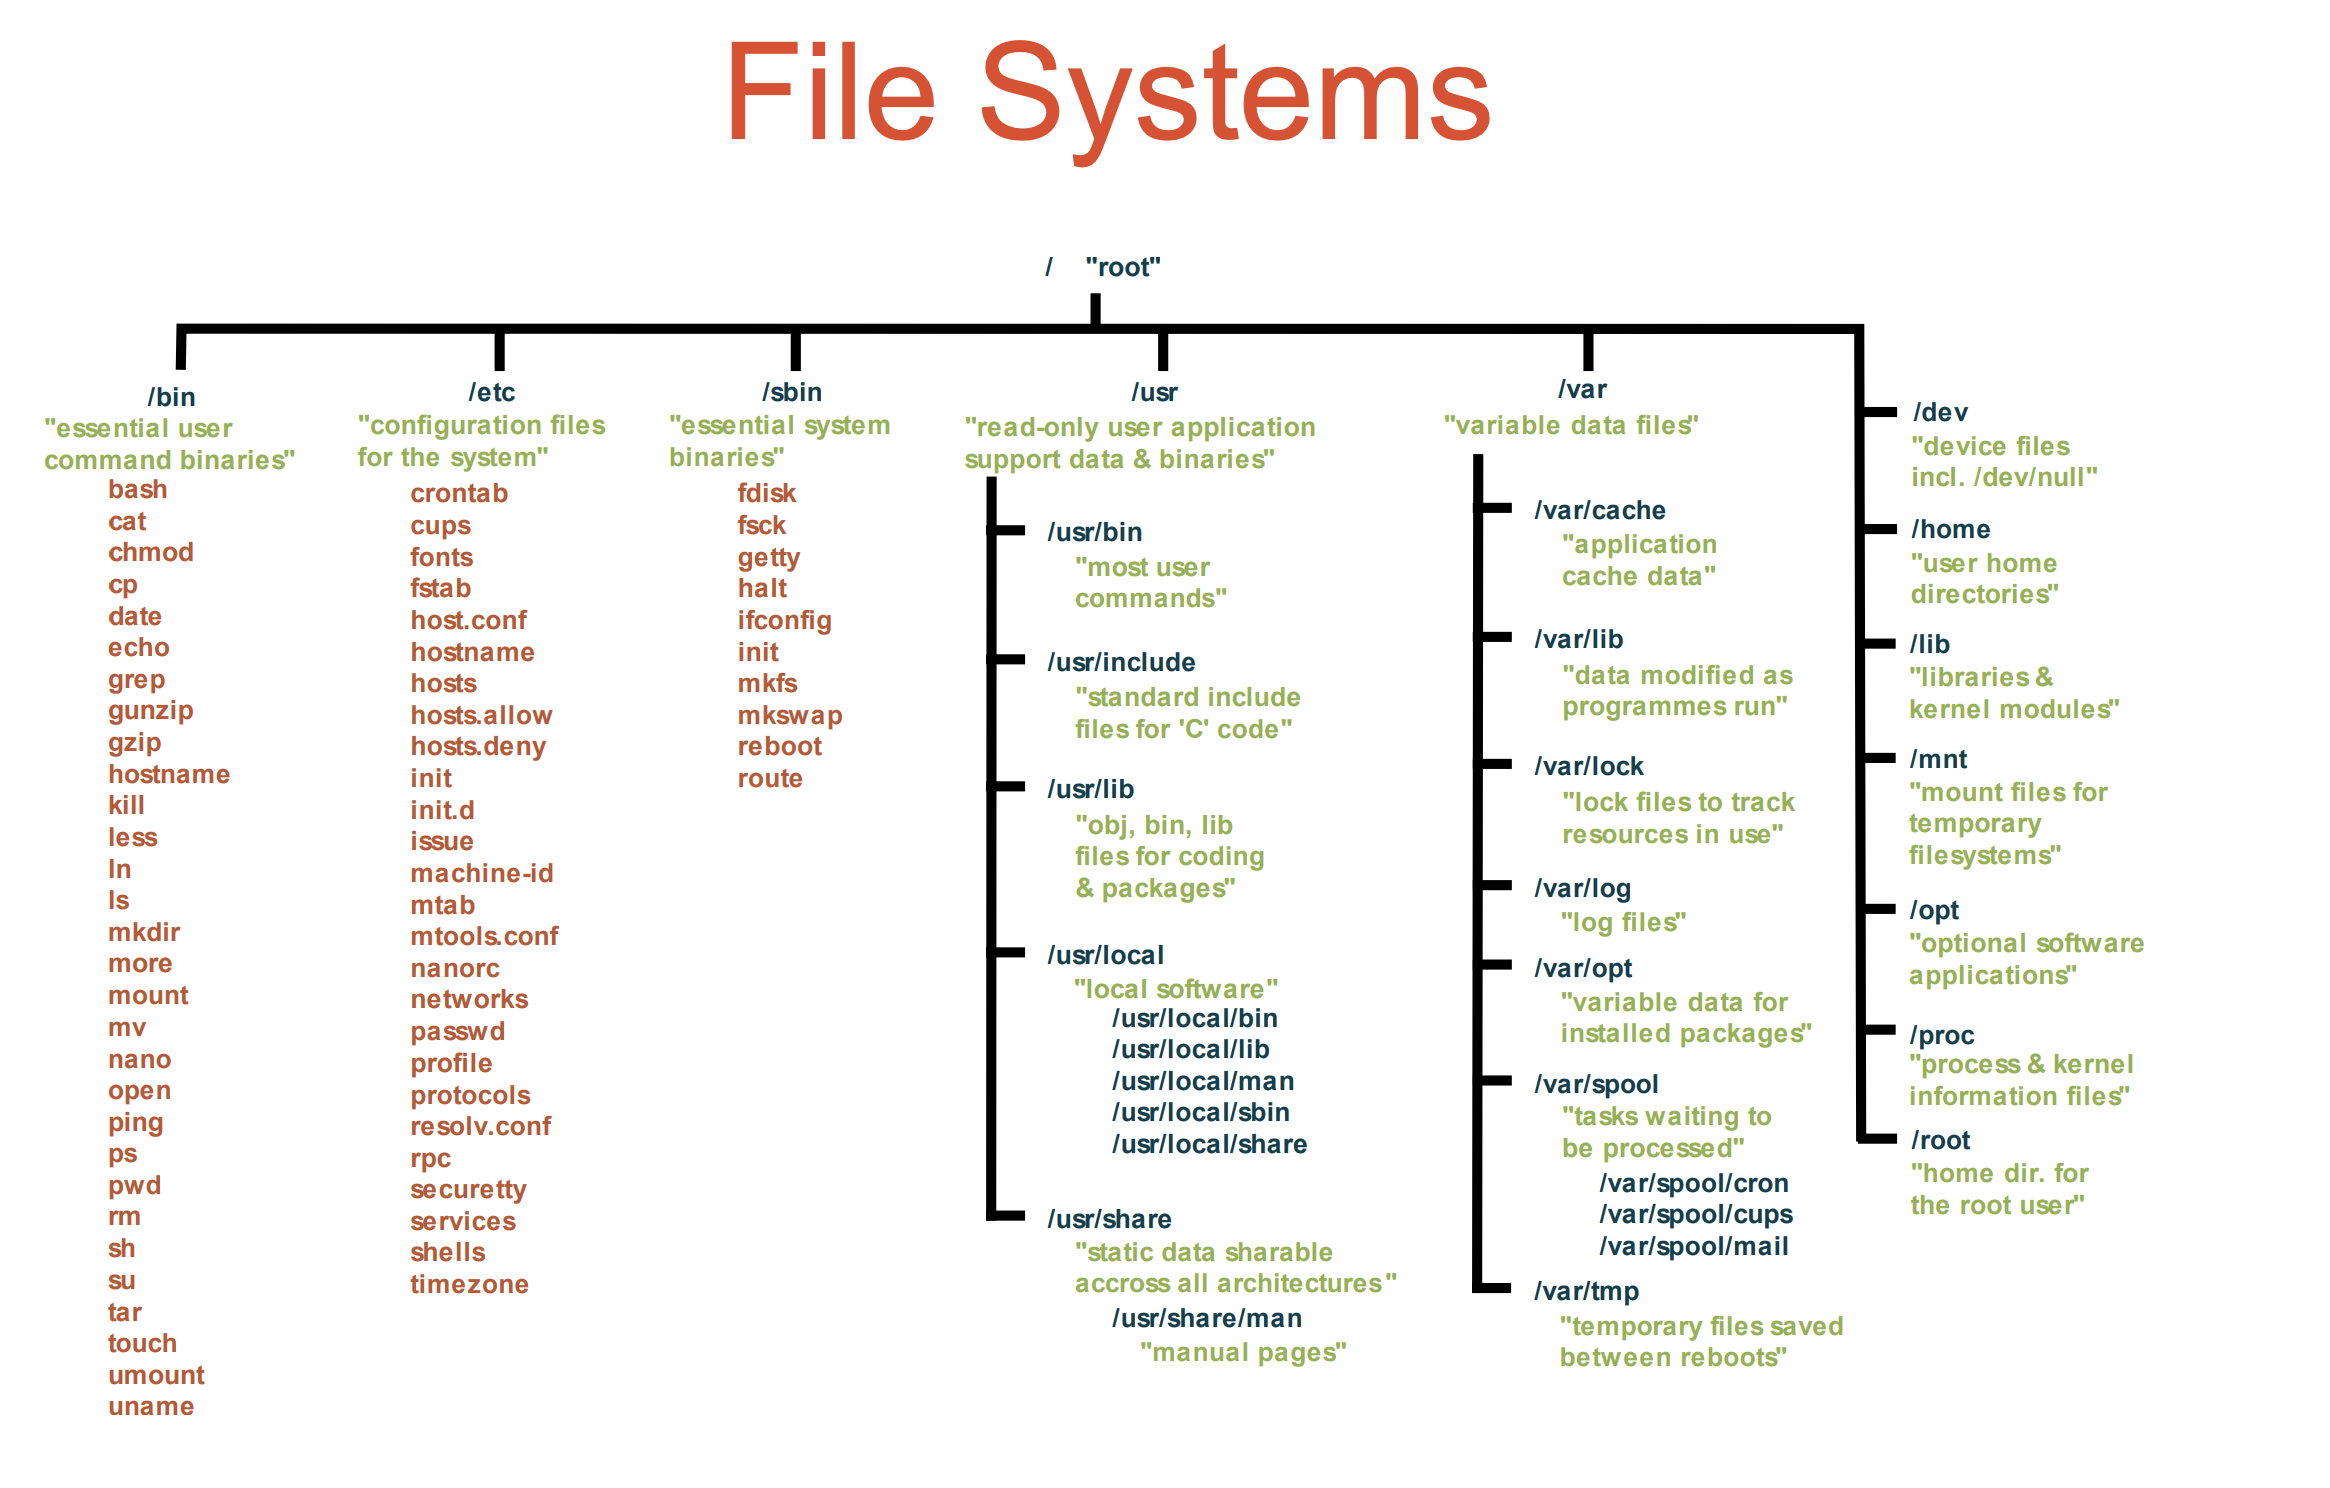 File Systems
/ "root"
/bin
"essential user
command binaries"
bash
cat
chmod
cp
date
echo
grep
gunzip
gzip
hostname
kill
less
ln
ls
mkdir
more
mount
mv
nano
open
ping
ps
pwd
rm
sh
su
tar
touch
umount
uname
/etc
"configuration files
for the system"
crontab
cups
fonts
fstab
host.conf
hostname
hosts
hosts.allow
hosts.deny
init
init.d
issue
machine-id
mtab
mtools.conf
nanorc
networks
passwd
profile
protocols
resolv.conf
rpc
securetty
services
shells
timezone
/sbin
"essential system
binaries"
fdisk
fsck
getty
halt
ifconfig
init
mkfs
mkswap
reboot
route
/usr
"read-only user application
support data & binaries"
/usr/bin
"most user
commands"
/usr/include
"standard include
files for 'C' code"
/usr/lib
"obj, bin, lib
files for coding
& packages"
/usr/local
"local software"
/usr/local/bin
/usr/local/lib
/usr/local/man
/usr/local/sbin
/usr/local/share
/usr/share
"static data sharable
accross all architectures"
/usr/share/man
"manual pages"
/var
"variable data files"
/var/cache
"application
cache data"
/var/lib
"data modified as
programmes run"
/var/lock
"lock files to track
resources in use"
/var/log
"log files"
/var/opt
"variable data for
installed packages"
/var/spool
"tasks waiting to
be processed"
/var/spool/cron
/var/spool/cups
/var/spool/mail
/var/tmp
"temporary files saved
between reboots"
/dev
"device files
incl. /dev/null"
/home
"user home
directories"
/lib
"libraries &
kernel modules"
/mnt
"mount files for
temporary
filesystems"
/opt
"optional software
applications"
/proc
"process & kernel
information files"
/root
"home dir. for
the root user"